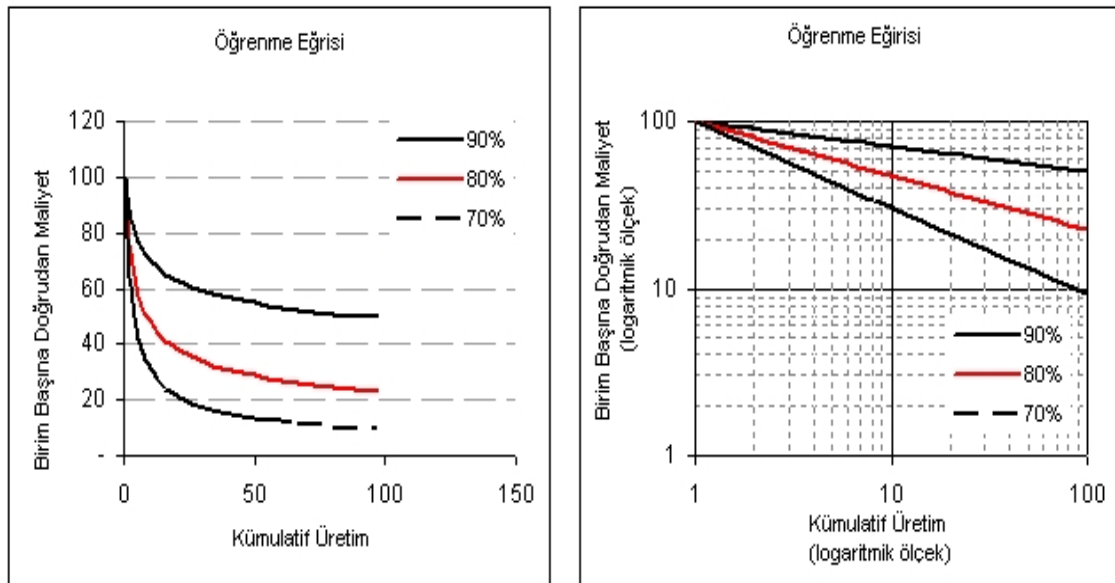 Öğrenme Eğrisi
Birim Başına Doğrudan Maliyet
120
100
80
60
40
20
-
90%
80%
70%
0
50
100
150
Kümulatif Üretim
Öğrenme Eğirisi
Birim Başına Doğrudan Maliyet
(logaritmik ölçek)
100
10
1
90%
80%
70%
1
10
100
Kümulatif Üretim
(logaritmik ölçek)